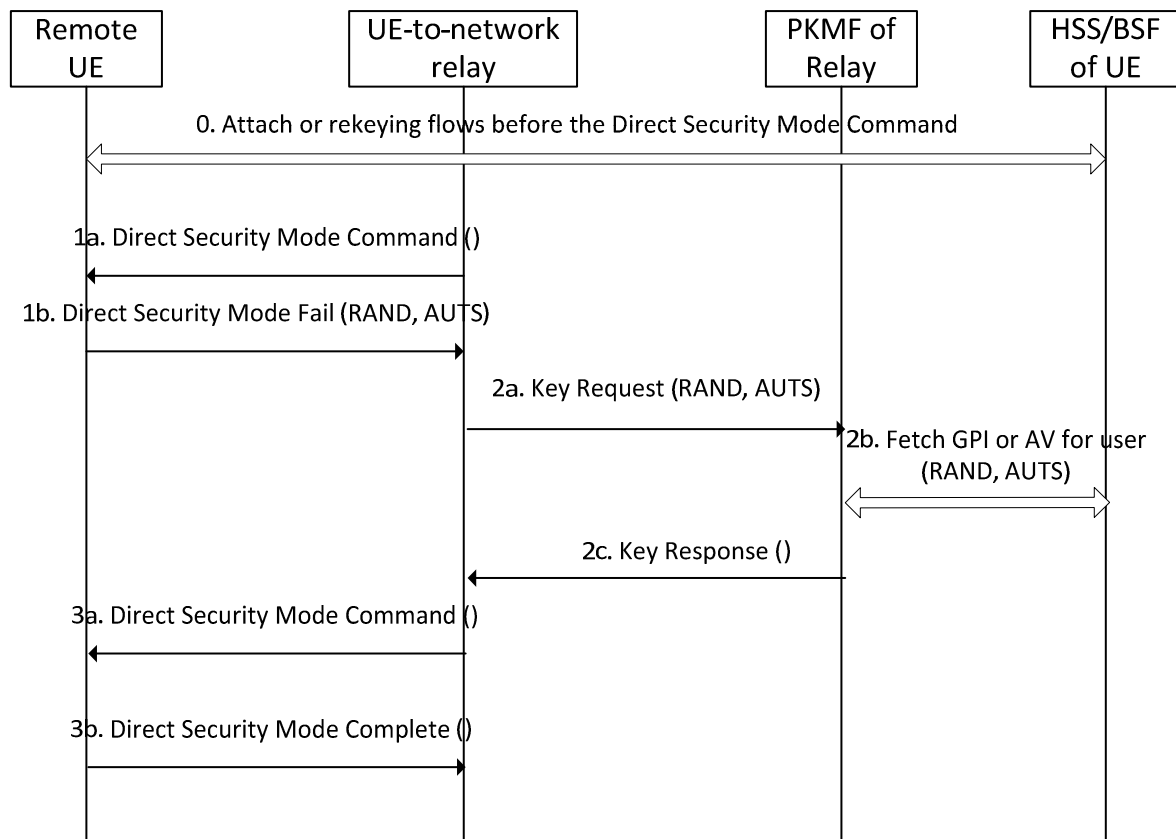 Remote
UE
UE-to-network
relay
PKMF of
Relay
HSS/BSF
of UE
0. Attach or rekeying flows before the Direct Security Mode Command
1a. Direct Security Mode Command ()
1b. Direct Security Mode Fail (RAND, AUTS)
2a. Key Request (RAND, AUTS)
2b. Fetch GPI or AV for user
(RAND, AUTS)
2c. Key Response ()
3a. Direct Security Mode Command ()
3b. Direct Security Mode Complete ()